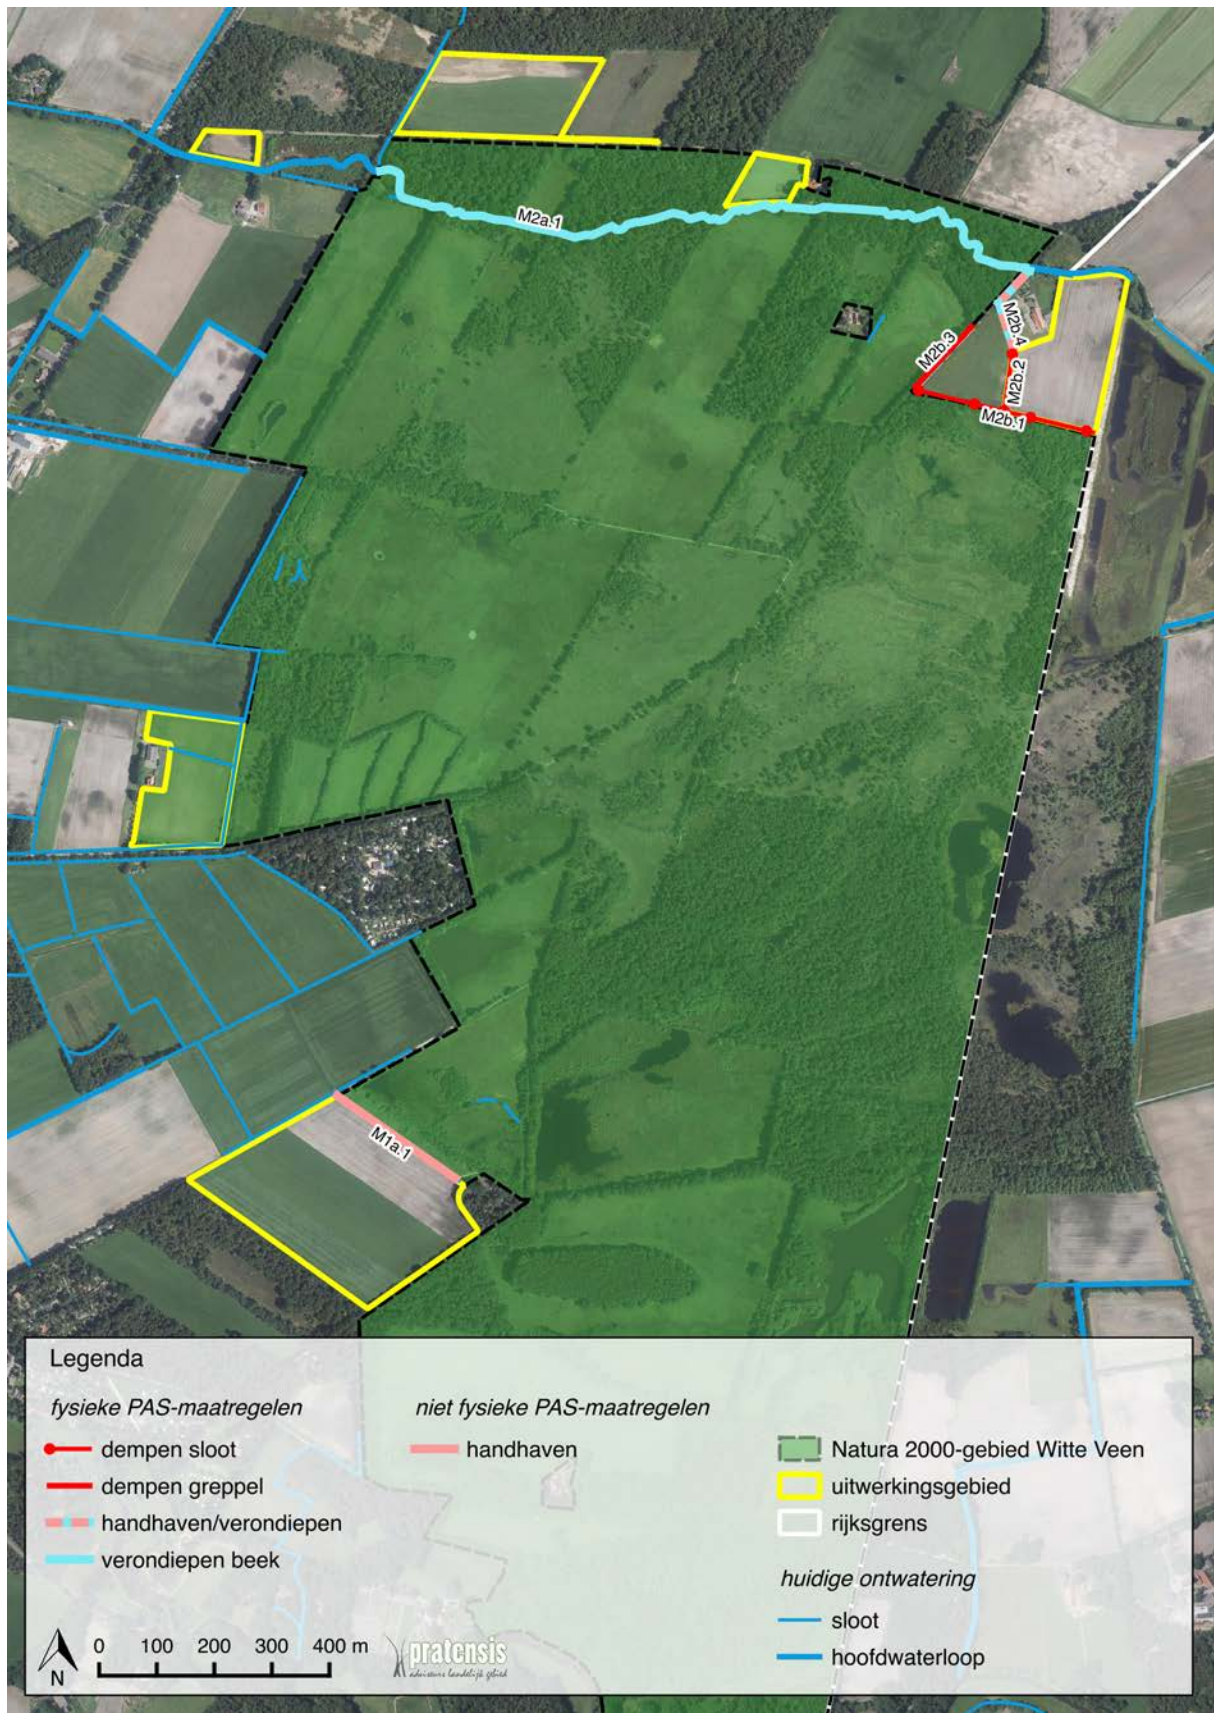 M2a.1
M2b.3
M2b.4
M2b.2
M2b.1
M1a.1
Legenda
fysieke PAS-maatregelen
dempen sloot
dempen greppel
handhaven/verondiepen
verondiepen beek
niet fysieke PAS-maatregelen
handhaven
Natura 2000-gebied Witte Veen
uitwerkingsgebied
rijksgrens
huidige ontwatering
sloot
hoofdwaterloop
N
0 100 200 300 400 m
pratensis
adviseurs landelijk gebied